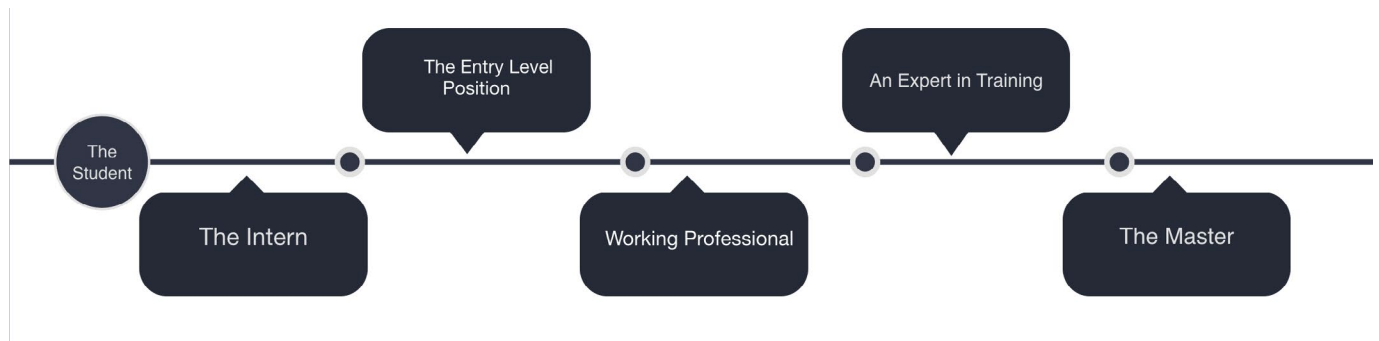 The
Student
The Intern
The Entry Level
Position
Working Professional
An Expert in Training
The Master